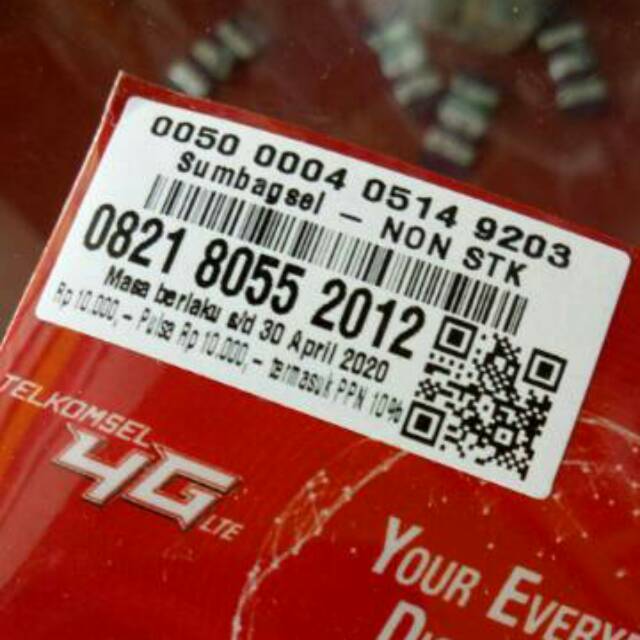 0050 0004 0514 9203
Sumbagsel - NON STK
0821 8055 2012
Masa berlaku s/d 30 April 2020
Rp 10.000,- Pulsa Rp 10.000,- termasuk PPN 10%
TELKOMSEL
4G LTE
YOUR EVERY